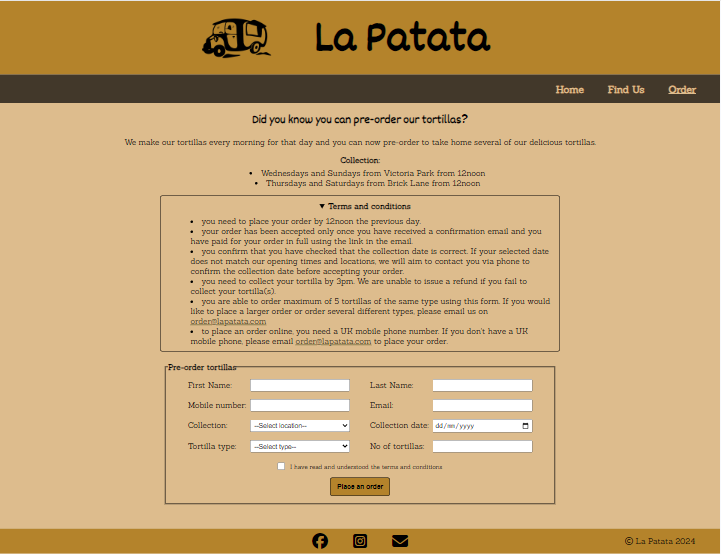 La Patata
Home Find Us Order
Did you know you can pre-order our tortillas?
We make our tortillas every morning for that day and you can now pre-order to take home several of our delicious tortillas.
Collection:
• Wednesdays and Sundays from Victoria Park from 12noon
• Thursdays and Saturdays from Brick Lane from 12noon
▼ Terms and conditions
• you need to place your order by 12noon the previous day.
• your order has been accepted only once you have received a confirmation email and you
have paid for your order in full using the link in the email.
• you confirm that you have checked that the collection date is correct. If your selected date
does not match our opening times and locations, we will aim to contact you via phone to
confirm the collection date before accepting your order.
• you need to collect your tortilla by 3pm. We are unable to issue a refund if you fail to
collect your tortilla(s).
• you are able to order maximum of 5 tortillas of the same type using this form. If you would
like to place a larger order or order several different types, please email us on
order@lapatata.com
• to place an order online, you need a UK mobile phone number. If you don't have a UK
mobile phone, please email order@lapatata.com to place your order.
Pre-order tortillas
First Name: Last Name:
Mobile number: Email:
Collection: --Select location-- Collection date: dd/mm/yyyy
Tortilla type: --Select type-- No of tortillas:
I have read and understood the terms and conditions
Place an order
© La Patata 2024